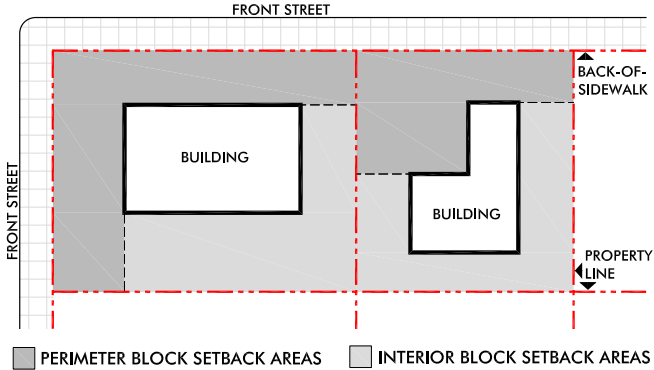 FRONT STREET
BACK-OF-
SIDEWALK
BUILDING
BUILDING
FRONT STREET
PROPERTY
LINE
PERIMETER BLOCK SETBACK AREAS
INTERIOR BLOCK SETBACK AREAS